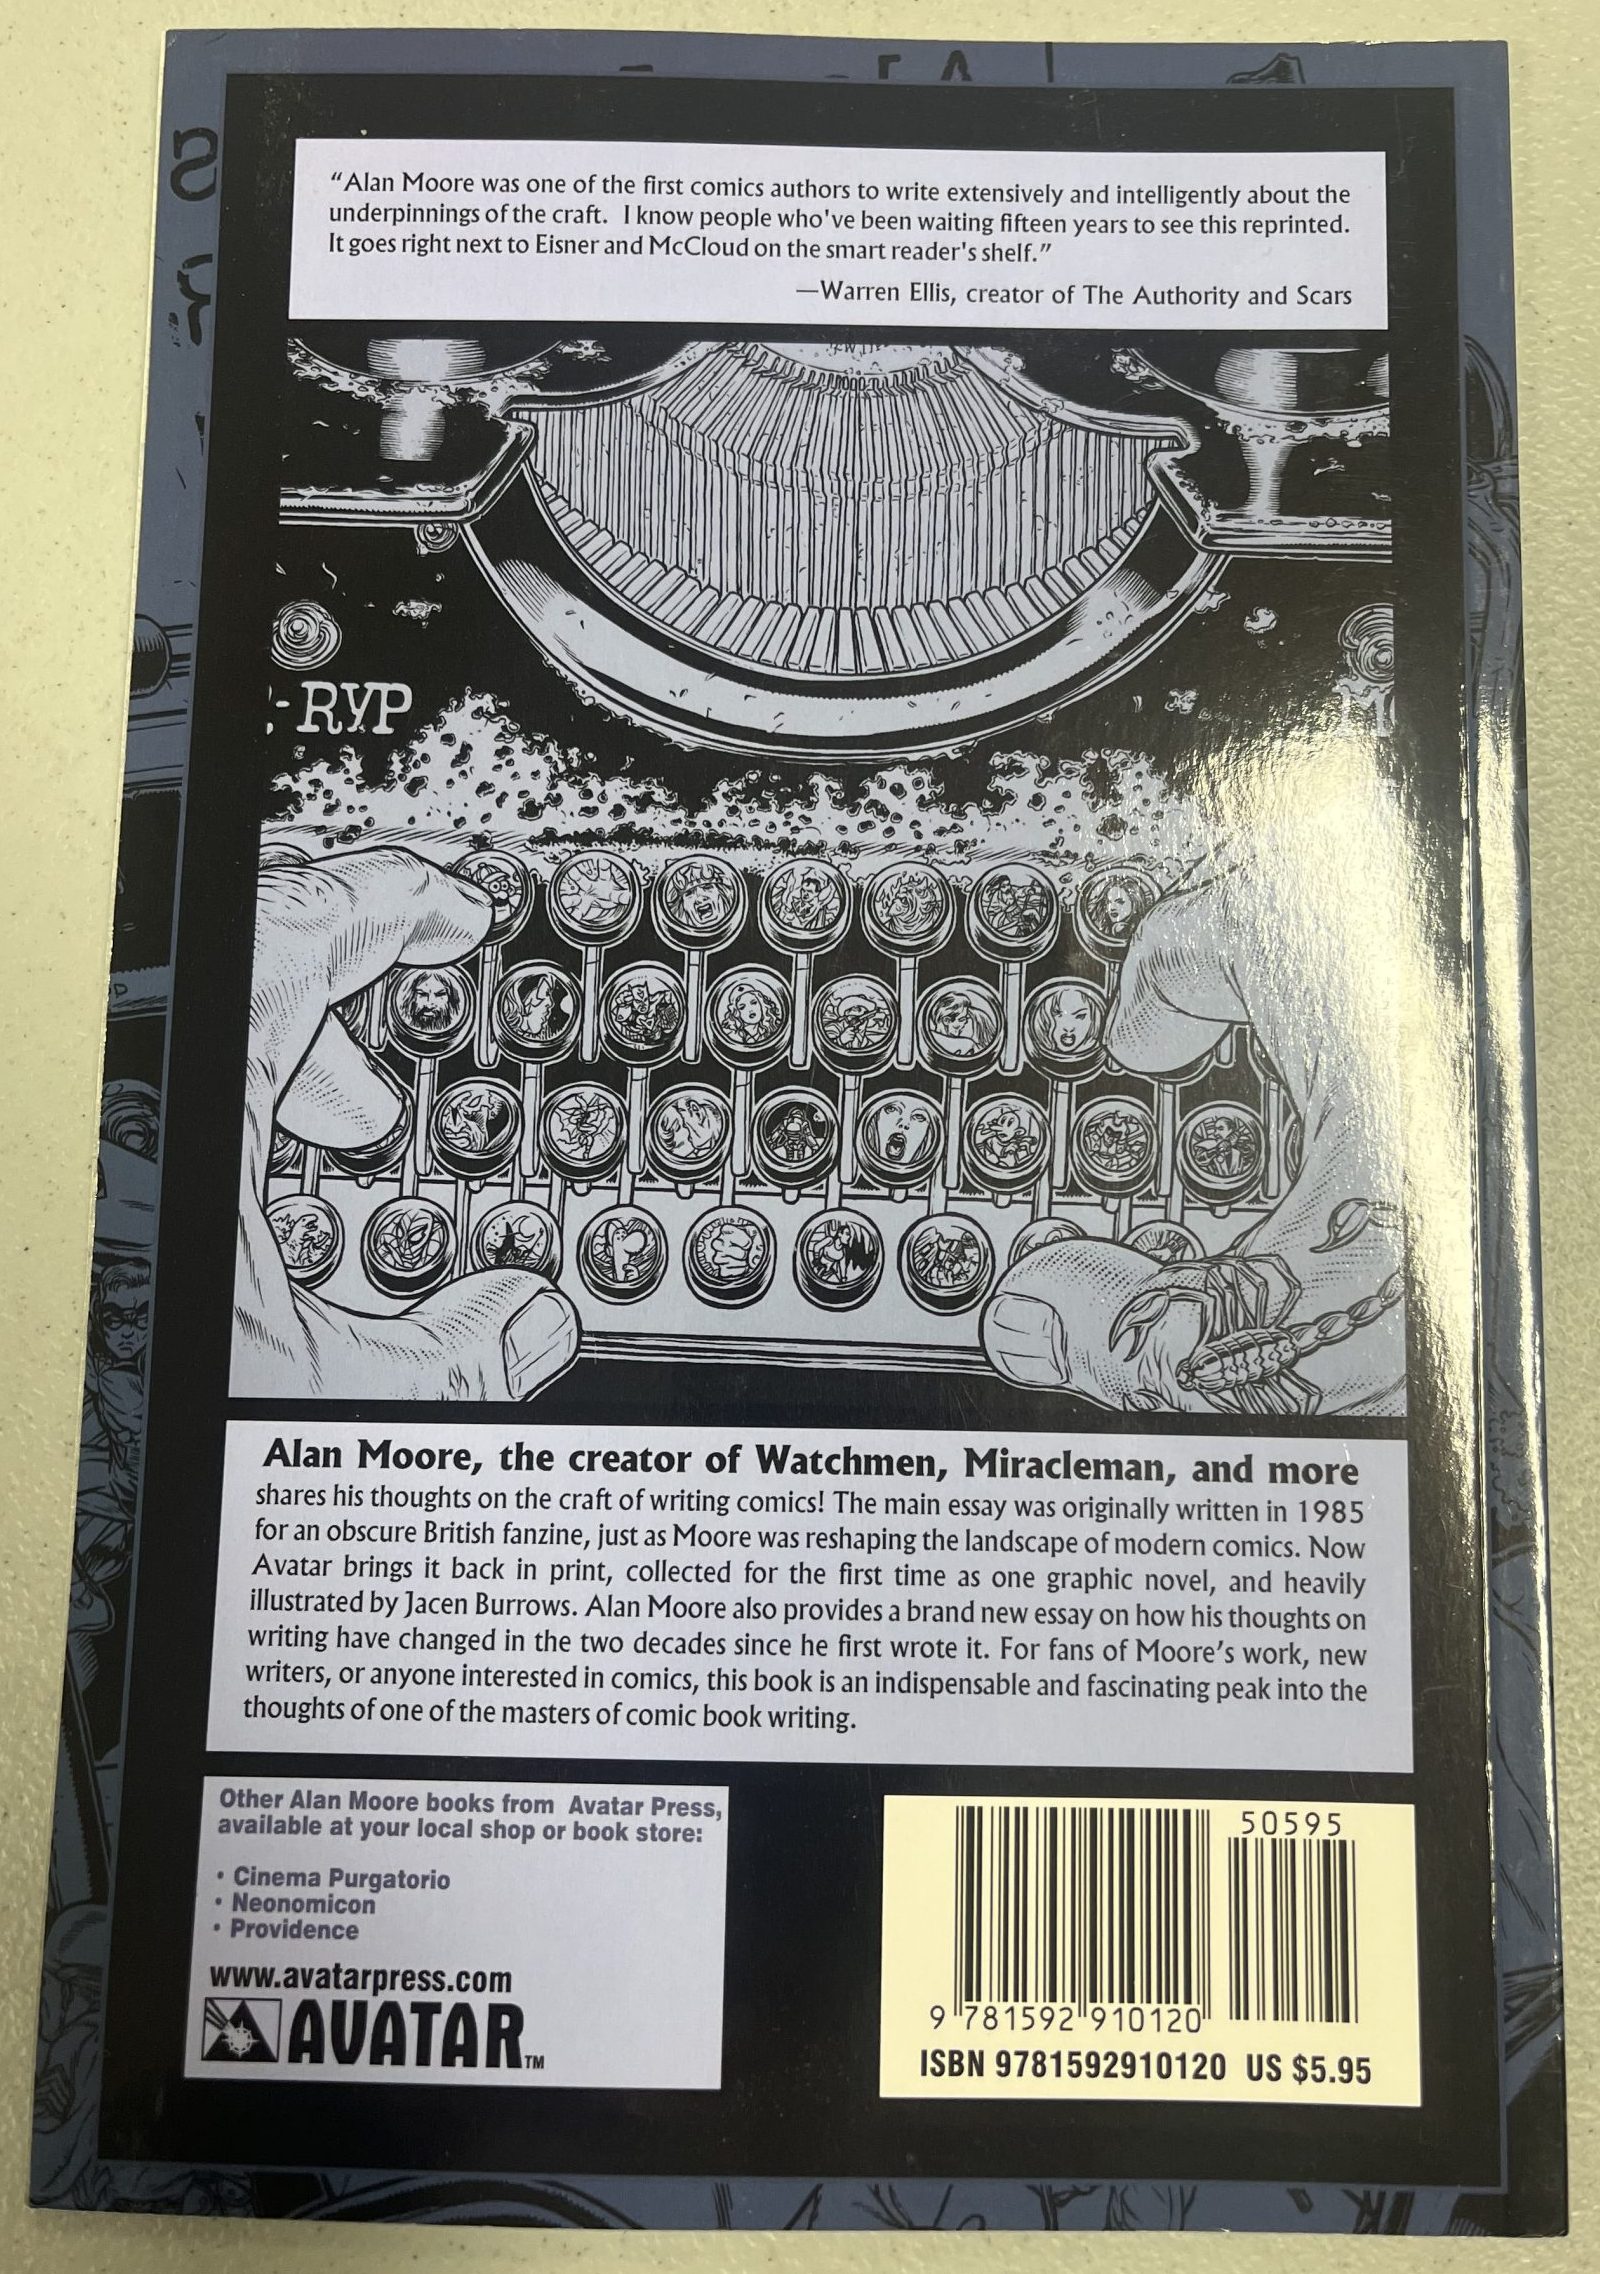 “Alan Moore was one of the first comics authors to write extensively and intelligently about the
underpinnings of the craft.  I know people who've been waiting fifteen years to see this reprinted.
It goes right next to Eisner and McCloud on the smart reader's shelf.”
—Warren Ellis, creator of The Authority and Scars
-RYP
Alan Moore, the creator of Watchmen, Miracleman, and more
shares his thoughts on the craft of writing comics! The main essay was originally written in 1985
for an obscure British fanzine, just as Moore was reshaping the landscape of modern comics. Now
Avatar brings it back in print, collected for the first time as one graphic novel, and heavily
illustrated by Jacen Burrows. Alan Moore also provides a brand new essay on how his thoughts on
writing have changed in the two decades since he first wrote it. For fans of Moore’s work, new
writers, or anyone interested in comics, this book is an indispensable and fascinating peak into the
thoughts of one of the masters of comic book writing.
Other Alan Moore books from Avatar Press,
available at your local shop or book store:
• Cinema Purgatorio
• Neonomicon
• Providence
www.avatarpress.com
AVATAR™
50595
9 781592 910120
ISBN 9781592910120 US $5.95